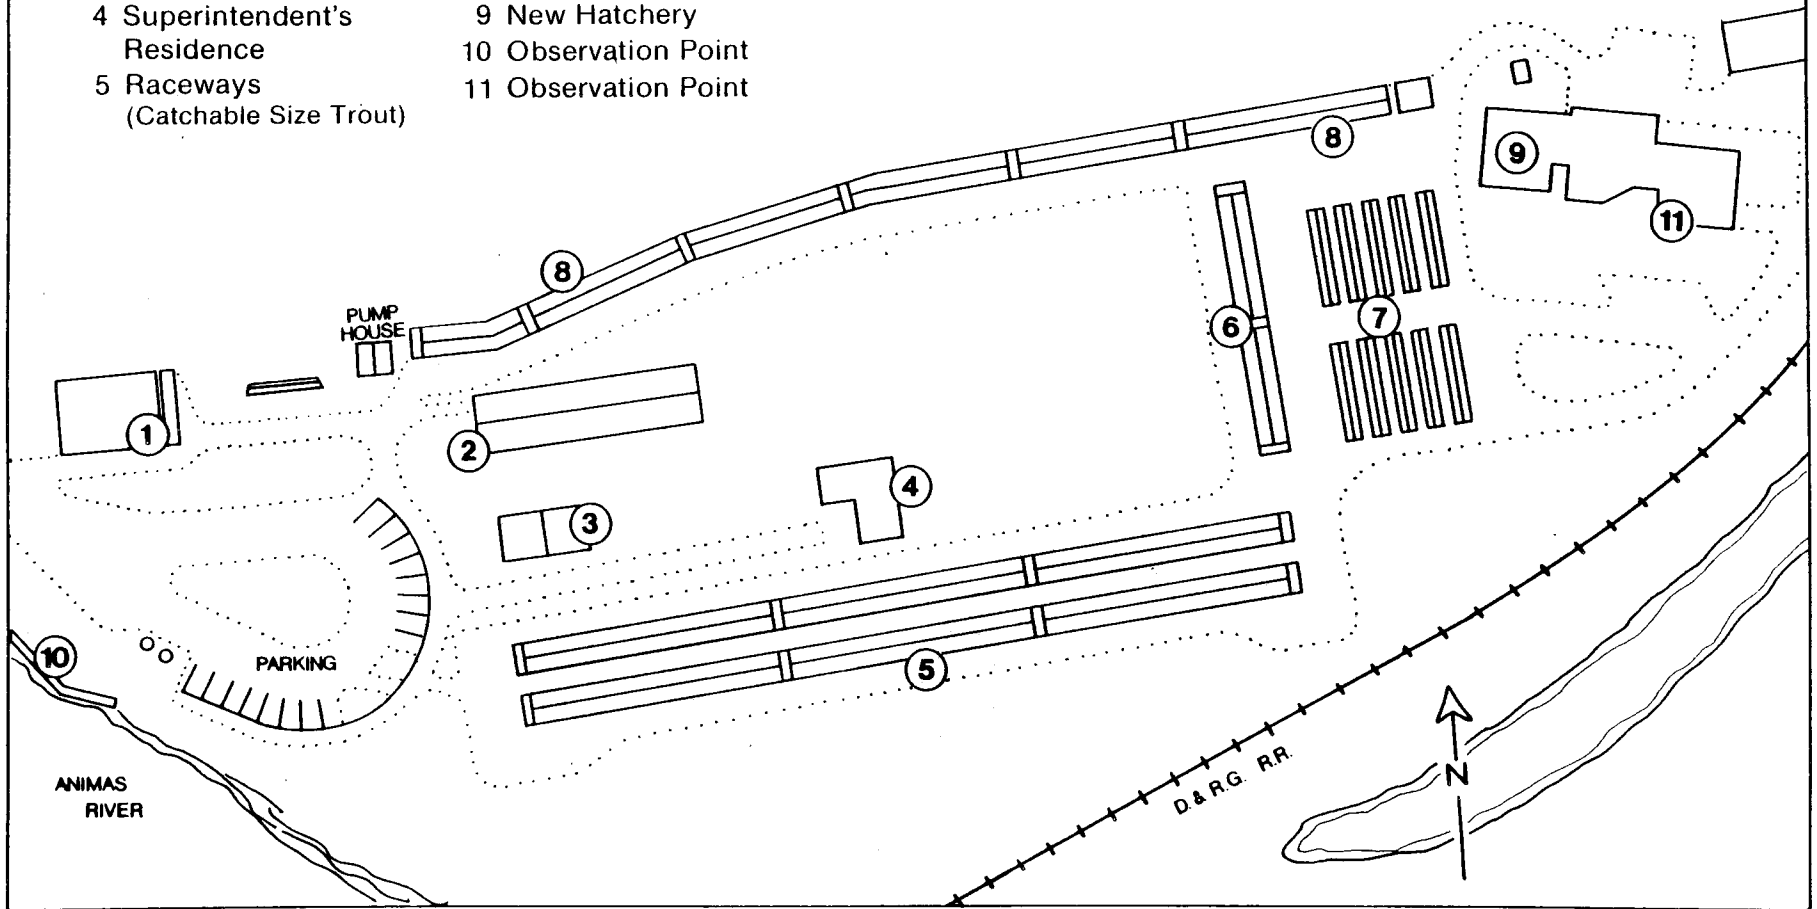 4 Superintendent's
Residence
5 Raceways
(Catchable Size Trout)
9 New Hatchery
10 Observation Point
11 Observation Point
8
9
11
8
PUMP
HOUSE
6
7
1
2
4
3
10
PARKING
5
ANIMAS
RIVER
D. & R.G. R.R.
N